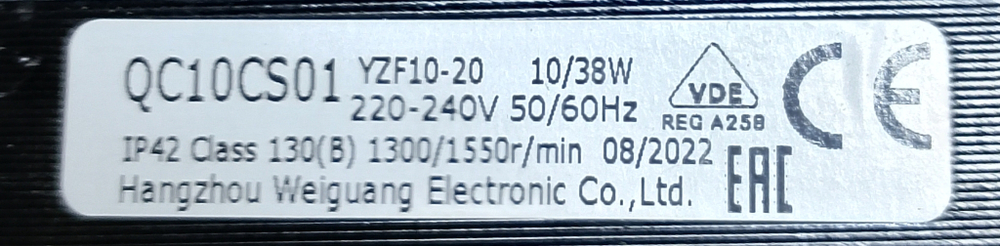 QC10CS01 YZF10-20 10/38W
220-240V 50/60Hz
VDE
REG A258
CE
IP42 Class 130(B) 1300/1550r/min 08/2022
EAC
Hangzhou Weiguang Electronic Co.,Ltd.